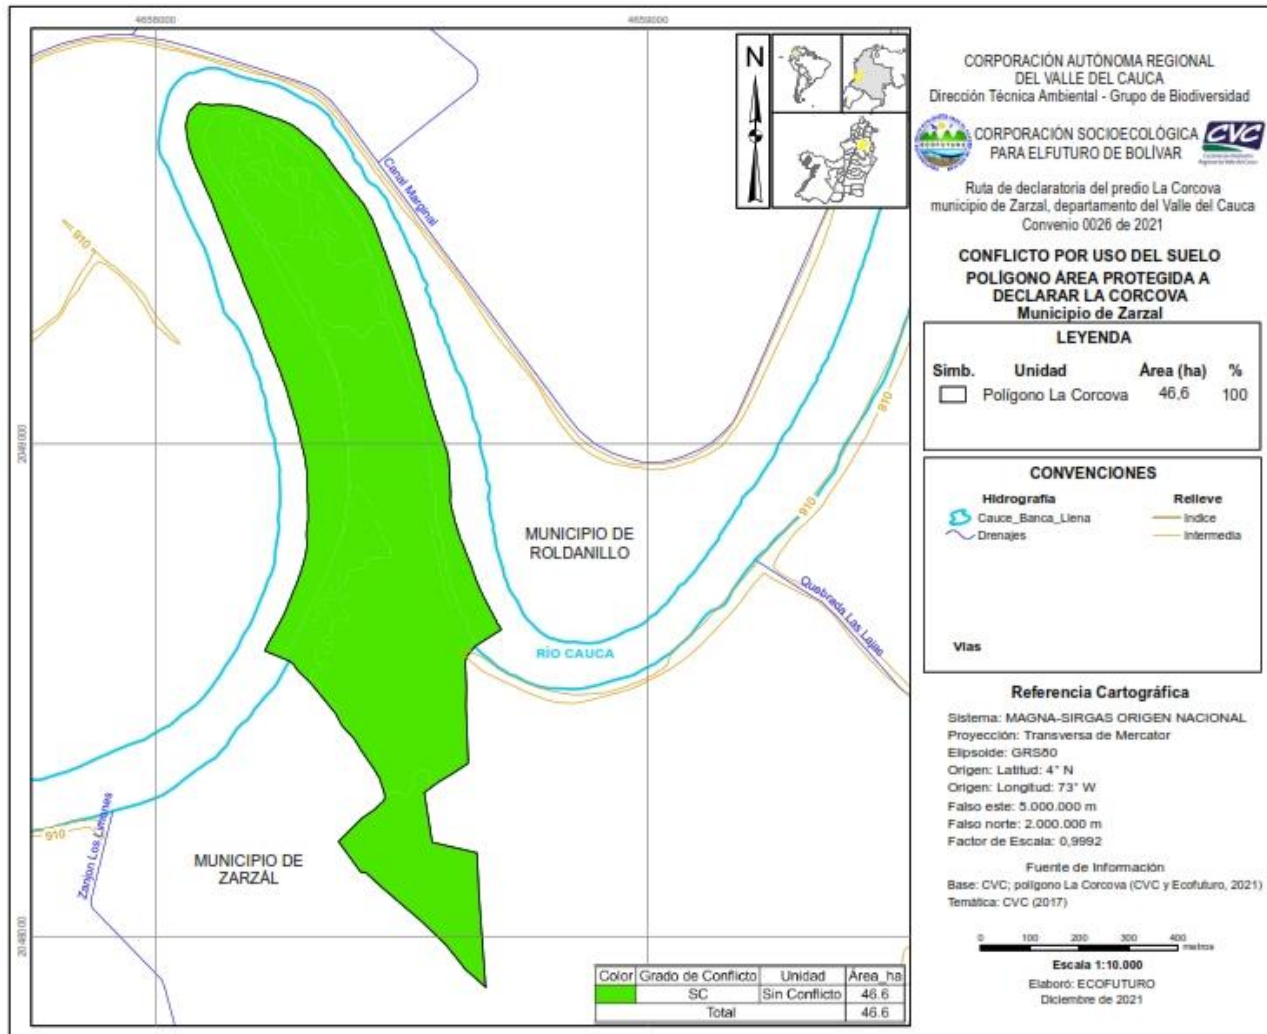 4658000
4659000
2049000
2048000
N
Canal Marginal
910
910
910
910
MUNICIPIO DE
ROLDANILLO
RÍO CAUCA
Quebrada Las Lajas
Zanjon Los Limones
MUNICIPIO DE
ZARZÁL
Color Grado de Conflicto Unidad Área_ha
SC Sin Conflicto 46.6
Total 46.6
CORPORACIÓN AUTÓNOMA REGIONAL
DEL VALLE DEL CAUCA
Dirección Técnica Ambiental - Grupo de Biodiversidad
ECOFUTURO
CORPORACIÓN SOCIOECOLÓGICA
PARA ELFUTURO DE BOLÍVAR
CVC
Ruta de declaratoria del predio La Corcova
municipio de Zarzal, departamento del Valle del Cauca
Convenio 0026 de 2021
CONFLICTO POR USO DEL SUELO
POLÍGONO ÁREA PROTEGIDA A
DECLARAR LA CORCOVA
Municipio de Zarzal
LEYENDA
Simb. Unidad Área (ha) %
Polígono La Corcova 46,6 100
CONVENCIONES
Hidrografía Relieve
Cauce_Banca_Llena Indice
Drenajes Intermedia
Vías
Referencia Cartográfica
Sistema: MAGNA-SIRGAS ORIGEN NACIONAL
Proyección: Transversa de Mercator
Elipsoide: GRS80
Origen: Latitud: 4° N
Origen: Longitud: 73° W
Falso este: 5.000.000 m
Falso norte: 2.000.000 m
Factor de Escala: 0,9992
Fuente de Información
Base: CVC; polígono La Corcova (CVC y Ecofuturo, 2021)
Temática: CVC (2017)
0 100 200 300 400
metros
Escala 1:10.000
Elaboró: ECOFUTURO
Diciembre de 2021